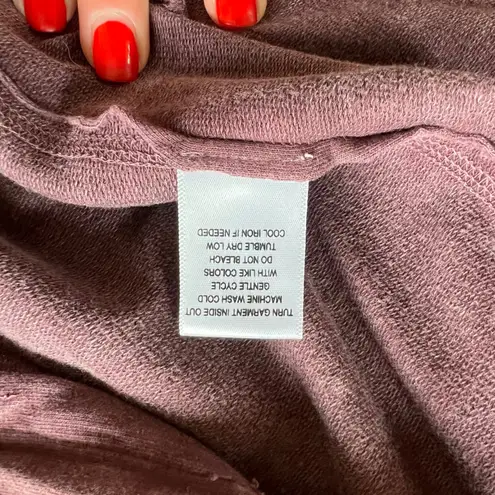 TURN GARMENT INSIDE OUT
MACHINE WASH COLD
GENTLE CYCLE
WITH LIKE COLORS
DO NOT BLEACH
TUMBLE DRY LOW
COOL IRON IF NEEDED